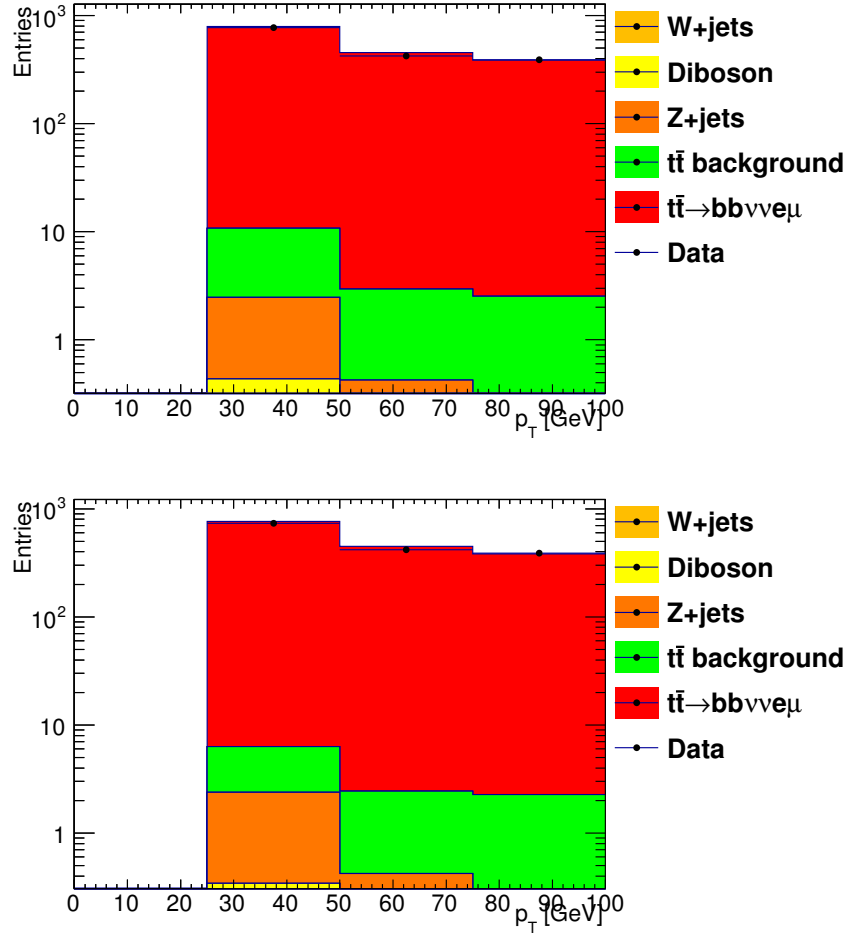 Entries
10³
10²
10
1
0 10 20 30 40 50 60 70 80 90 100
p_T [GeV]
W+jets
Diboson
Z+jets
tt̄ background
tt̄→bbννeμ
Data
Entries
10³
10²
10
1
0 10 20 30 40 50 60 70 80 90 100
p_T [GeV]
W+jets
Diboson
Z+jets
tt̄ background
tt̄→bbννeμ
Data